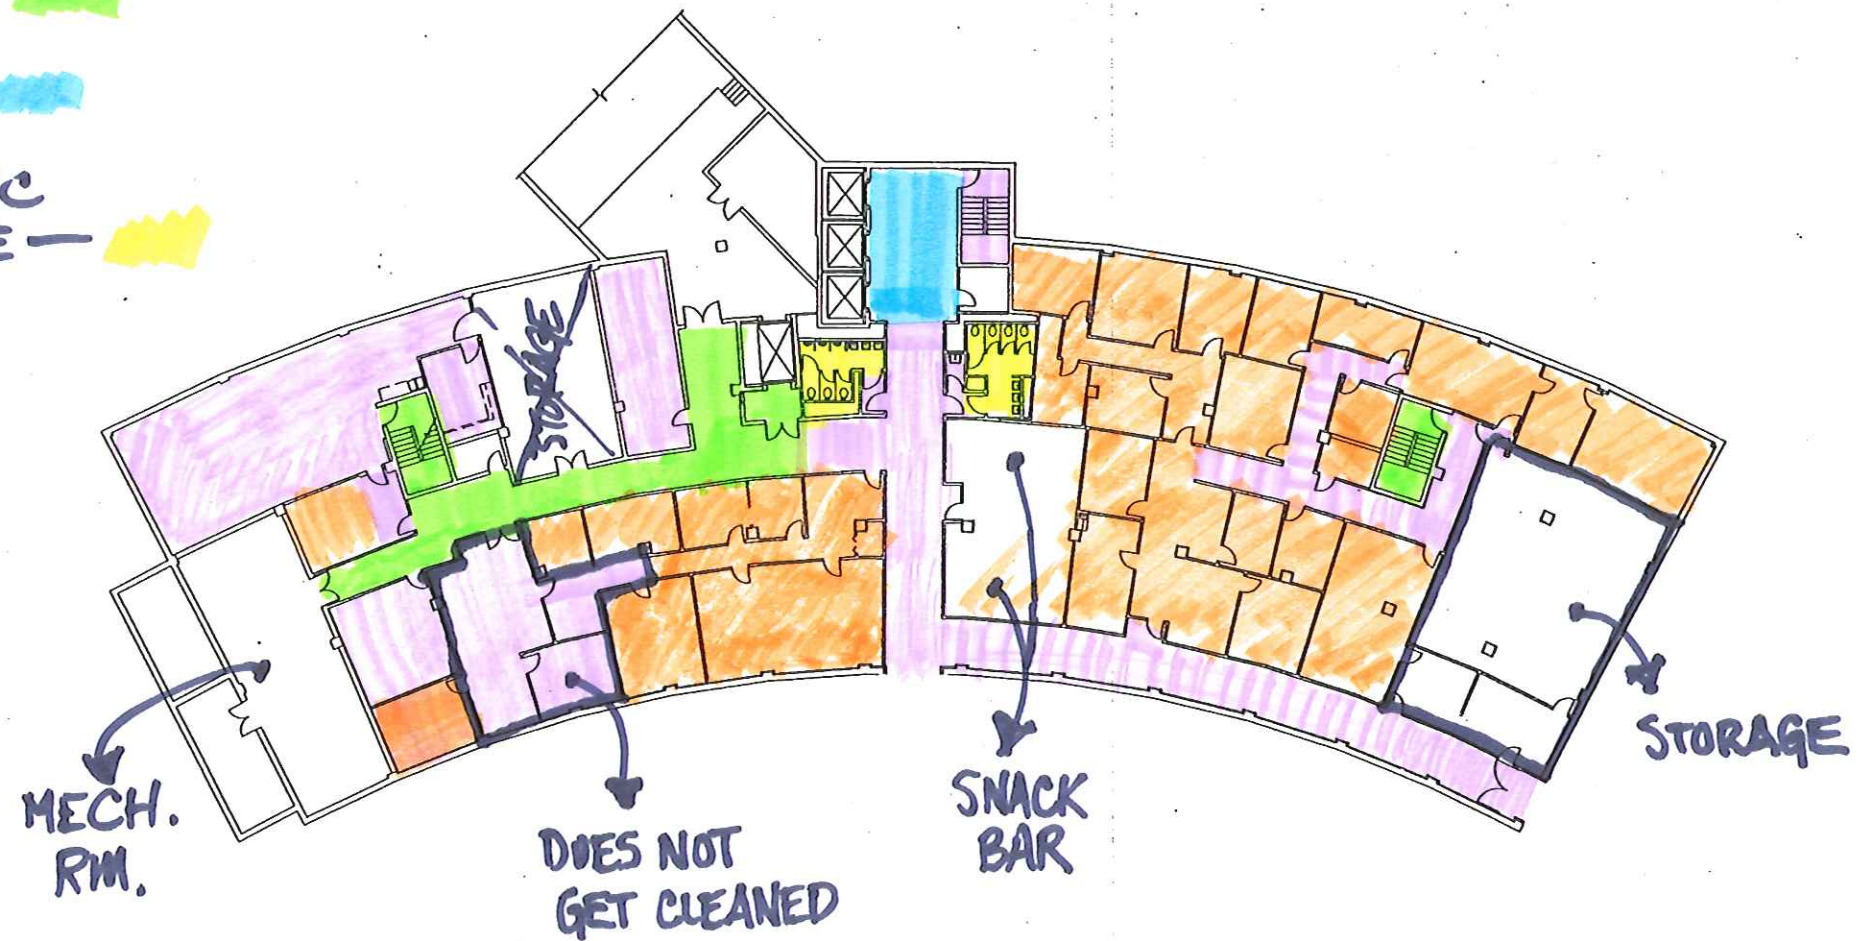 C
E —
STORAGE
MECH.
RM.
DOES NOT
GET CLEANED
SNACK
BAR
STORAGE